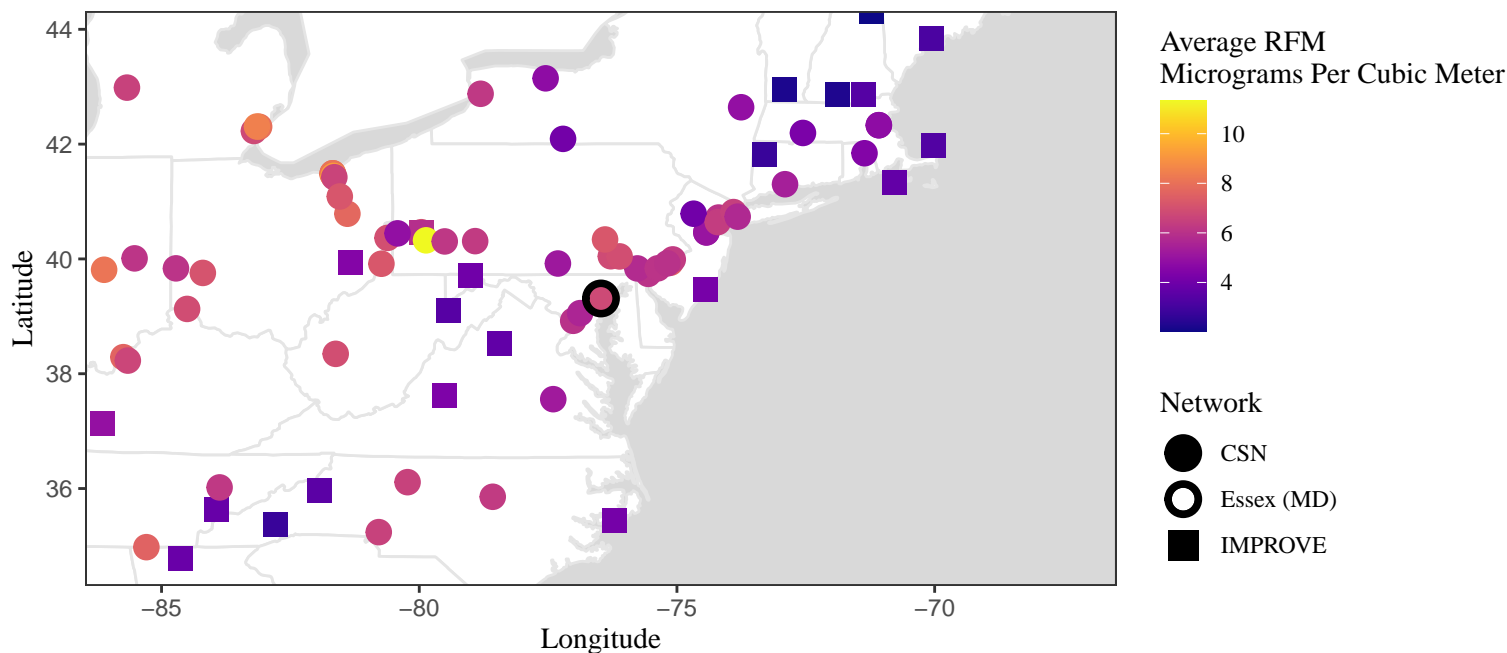 44
42
40
38
36
Latitude
−85
−80
−75
−70
Longitude
Average RFM
Micrograms Per Cubic Meter
10
8
6
4
Network
CSN
Essex (MD)
IMPROVE